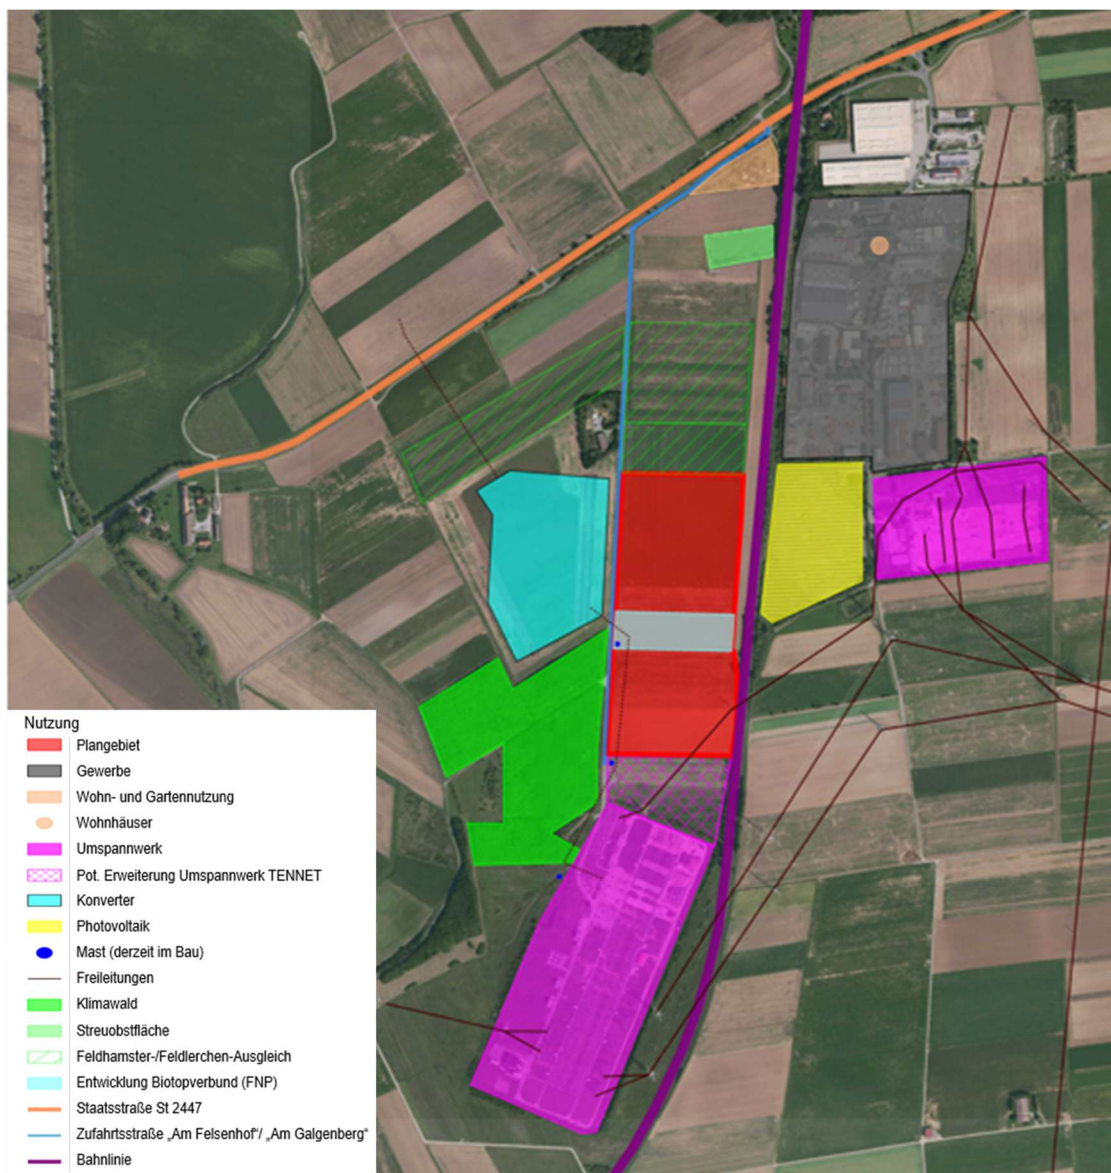 Nutzung
Plangebiet
Gewerbe
Wohn- und Gartennutzung
Wohnhäuser
Umspannwerk
Pot. Erweiterung Umspannwerk TENNET
Konverter
Photovoltaik
Mast (derzeit im Bau)
Freileitungen
Klimawald
Streuobstfläche
Feldhamster-/Feldlerchen-Ausgleich
Entwicklung Biotopverbund (FNP)
Staatsstraße St 2447
Zufahrtsstraße „Am Felsenhof“/ „Am Galgenberg“
Bahnlinie